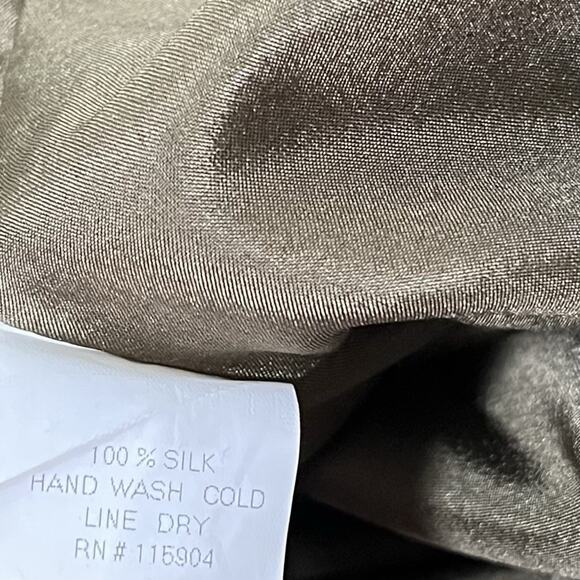 100 % SILK
HAND WASH COLD
LINE DRY
RN # 115904